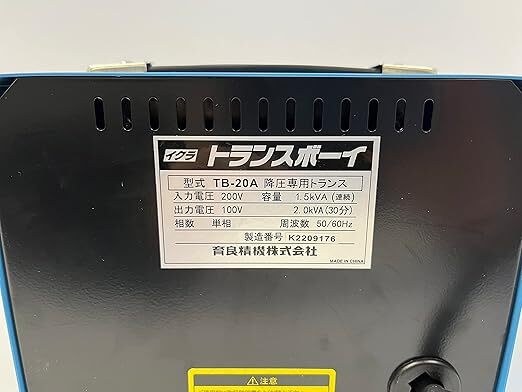 イクラ トランスボーイ
型式 TB-20A 降圧専用トランス
入力電圧 200V 容量 1.5kVA (連続)
出力電圧 100V 2.0kVA(30分)
相数 単相 周波数 50/60Hz
製造番号 K2209176
育良精機株式会社
MADE IN CHINA
⚠注意